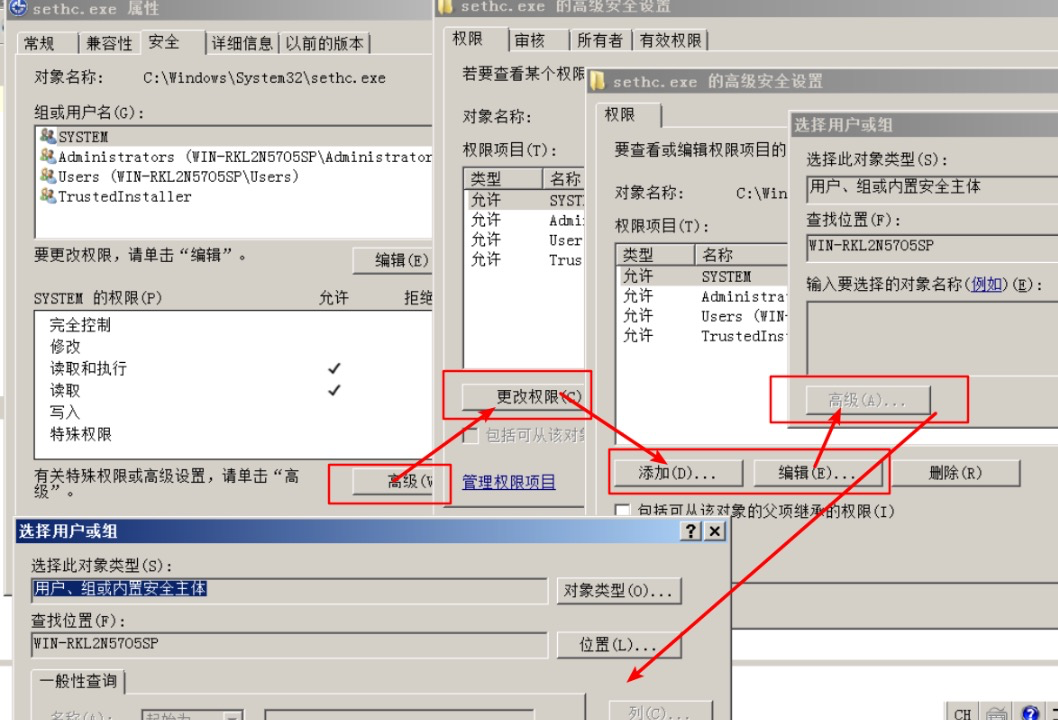 sethc.exe 属性
常规 兼容性 安全 详细信息 以前的版本
对象名称: C:\Windows\System32\sethc.exe
组或用户名(G):
SYSTEM
Administrators (WIN-RKL2N5705SP\Administrator
Users (WIN-RKL2N5705SP\Users)
TrustedInstaller
要更改权限，请单击“编辑”。
编辑(E)
SYSTEM 的权限(P) 允许 拒绝
完全控制
修改
读取和执行
读取
写入
特殊权限
有关特殊权限或高级设置，请单击“高
级”。
高级(V
sethc.exe 的高级安全设置
权限 审核 所有者 有效权限
若要查看某个权限
对象名称:
权限项目(T):
类型 名称
允许 SYST
允许 Admi
允许 User
允许 Trus
更改权限(C)
包括可从该对象
管理权限项目
sethc.exe 的高级安全设置
权限
要查看或编辑权限项目的
对象名称: C:\Win
权限项目(T):
类型 名称
允许 SYSTEM
允许 Administra
允许 Users (WIN-
允许 TrustedIns
添加(D)... 编辑(E)... 删除(R)
包括可从该对象的父项继承的权限(I)
选择用户或组
选择此对象类型(S):
用户、组或内置安全主体
查找位置(F):
WIN-RKL2N5705SP
输入要选择的对象名称(例如)(E):
高级(A)...
选择用户或组
选择此对象类型(S):
用户、组或内置安全主体
对象类型(O)...
查找位置(F):
WIN-RKL2N5705SP
位置(L)...
一般性查询
名称(A): 起始为
列(C)...
CH